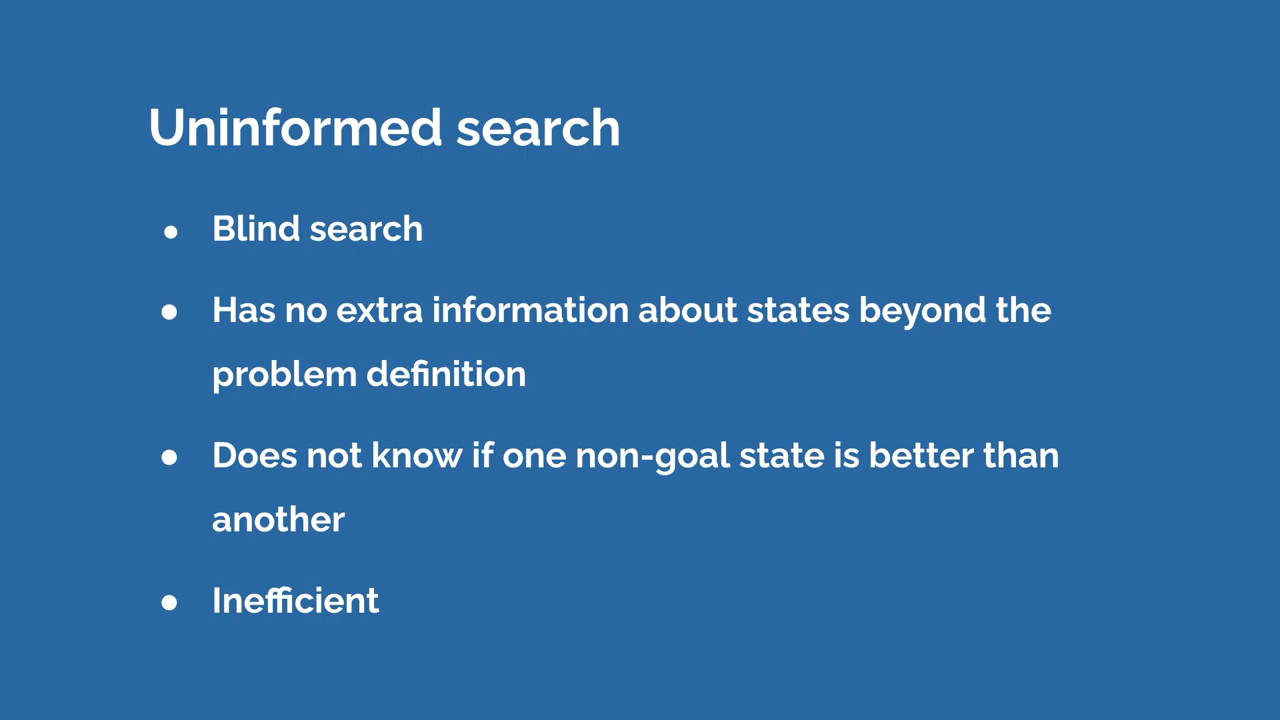 Uninformed search
● Blind search
● Has no extra information about states beyond the
problem definition
● Does not know if one non-goal state is better than
another
● Inefficient